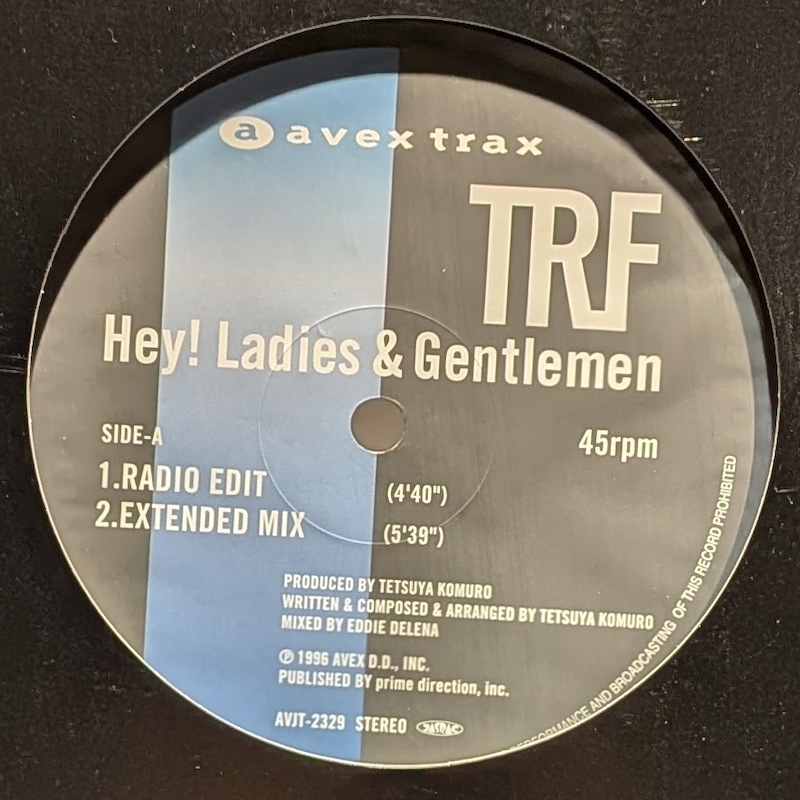 a avex trax
TRF
Hey! Ladies & Gentlemen
SIDE-A
45rpm
1.RADIO EDIT (4'40")
2.EXTENDED MIX (5'39")
PRODUCED BY TETSUYA KOMURO
WRITTEN & COMPOSED & ARRANGED BY TETSUYA KOMURO
MIXED BY EDDIE DELENA
℗ 1996 AVEX D.D., INC.
PUBLISHED BY prime direction, inc.
AVJT-2329 STEREO JASRAC
PERFORMANCE AND BROADCASTING OF THIS RECORD PROHIBITED